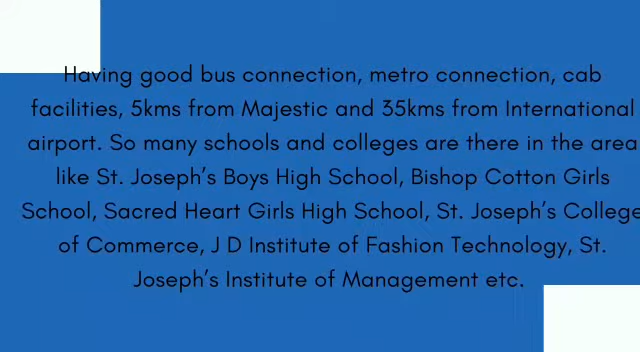 Having good bus connection, metro connection, cab
facilities, 5kms from Majestic and 35kms from International
airport. So many schools and colleges are there in the area
like St. Joseph's Boys High School, Bishop Cotton Girls
School, Sacred Heart Girls High School, St. Joseph's College
of Commerce, J D Institute of Fashion Technology, St.
Joseph's Institute of Management etc.